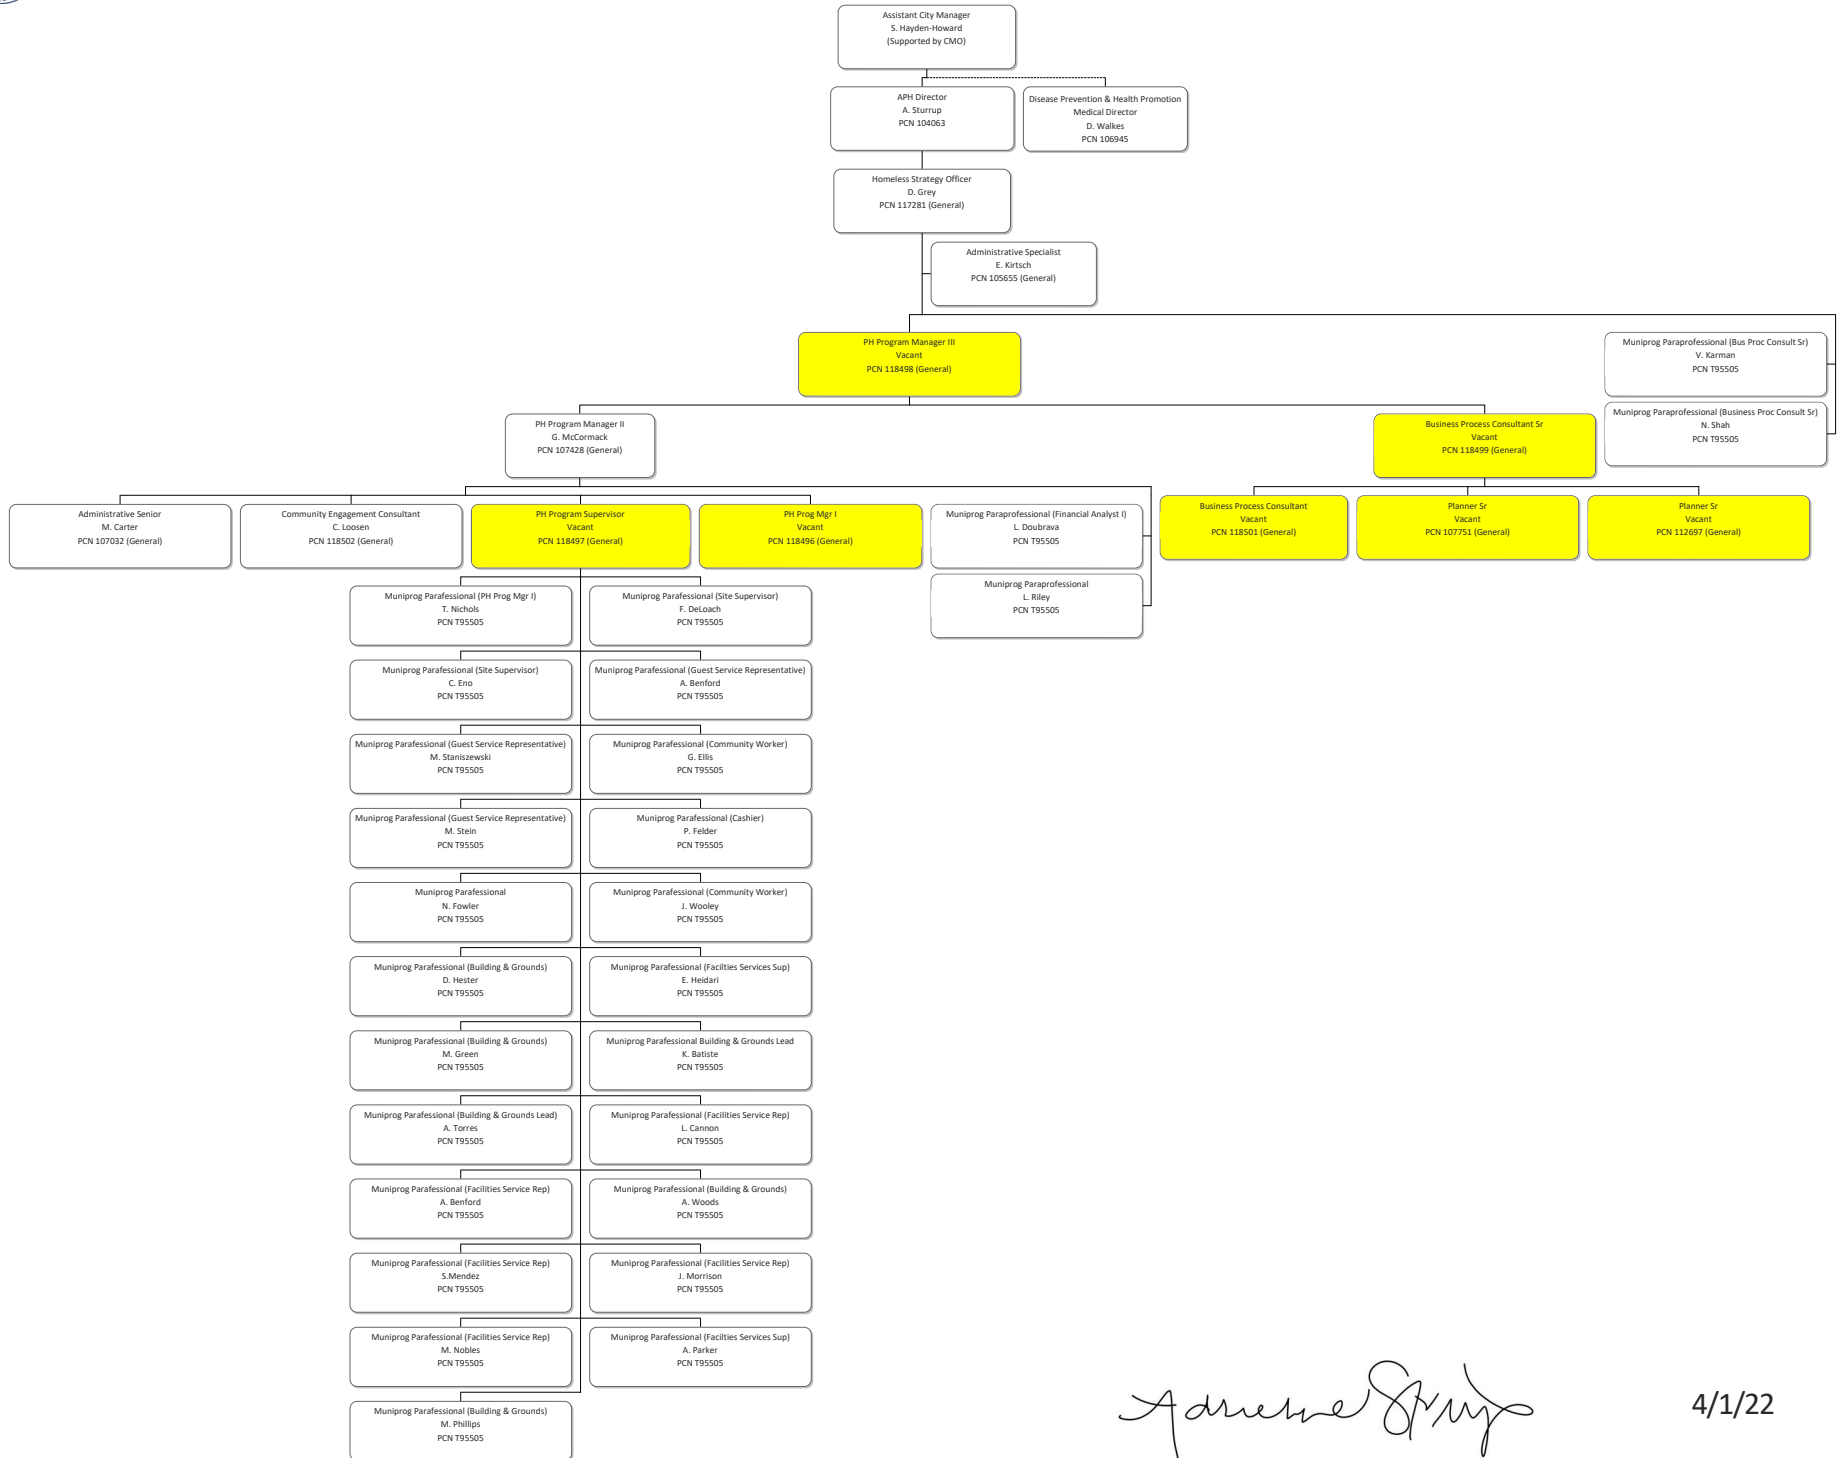 Assistant City Manager
S. Hayden-Howard
(Supported by CMO)
APH Director
A. Sturrup
PCN 104063
Disease Prevention & Health Promotion
Medical Director
D. Walkes
PCN 106945
Homeless Strategy Officer
D. Grey
PCN 117281 (General)
Administrative Specialist
E. Kirtsch
PCN 105655 (General)
PH Program Manager III
Vacant
PCN 118498 (General)
Muniprog Paraprofessional (Bus Proc Consult Sr)
V. Karman
PCN T95505
Muniprog Paraprofessional (Business Proc Consult Sr)
N. Shah
PCN T95505
PH Program Manager II
G. McCormack
PCN 107428 (General)
Business Process Consultant Sr
Vacant
PCN 118499 (General)
Administrative Senior
M. Carter
PCN 107032 (General)
Community Engagement Consultant
C. Loosen
PCN 118502 (General)
PH Program Supervisor
Vacant
PCN 118497 (General)
PH Prog Mgr I
Vacant
PCN 118496 (General)
Muniprog Paraprofessional (Financial Analyst I)
L. Doubrava
PCN T95505
Muniprog Paraprofessional
L. Riley
PCN T95505
Business Process Consultant
Vacant
PCN 118501 (General)
Planner Sr
Vacant
PCN 107751 (General)
Planner Sr
Vacant
PCN 112697 (General)
Muniprog Parafessional (PH Prog Mgr I)
T. Nichols
PCN T95505
Muniprog Parafessional (Site Supervisor)
F. DeLoach
PCN T95505
Muniprog Parafessional (Site Supervisor)
C. Eno
PCN T95505
Muniprog Parafessional (Guest Service Representative)
A. Benford
PCN T95505
Muniprog Parafessional (Guest Service Representative)
M. Staniszewski
PCN T95505
Muniprog Parafessional (Community Worker)
G. Ellis
PCN T95505
Muniprog Parafessional (Guest Service Representative)
M. Stein
PCN T95505
Muniprog Parafessional (Cashier)
P. Felder
PCN T95505
Muniprog Parafessional
N. Fowler
PCN T95505
Muniprog Parafessional (Community Worker)
J. Wooley
PCN T95505
Muniprog Parafessional (Building & Grounds)
D. Hester
PCN T95505
Muniprog Parafessional (Facilties Services Sup)
E. Heidari
PCN T95505
Muniprog Parafessional (Building & Grounds)
M. Green
PCN T95505
Muniprog Parafessional Building & Grounds Lead
K. Batiste
PCN T95505
Muniprog Parafessional (Building & Grounds Lead)
A. Torres
PCN T95505
Muniprog Parafessional (Facilities Service Rep)
L. Cannon
PCN T95505
Muniprog Parafessional (Facilities Service Rep)
A. Benford
PCN T95505
Muniprog Parafessional (Building & Grounds)
A. Woods
PCN T95505
Muniprog Parafessional (Facilities Service Rep)
S.Mendez
PCN T95505
Muniprog Parafessional (Facilities Service Rep)
J. Morrison
PCN T95505
Muniprog Parafessional (Facilities Service Rep)
M. Nobles
PCN T95505
Muniprog Parafessional (Facilties Services Sup)
A. Parker
PCN T95505
Muniprog Parafessional (Building & Grounds)
M. Phillips
PCN T95505
4/1/22